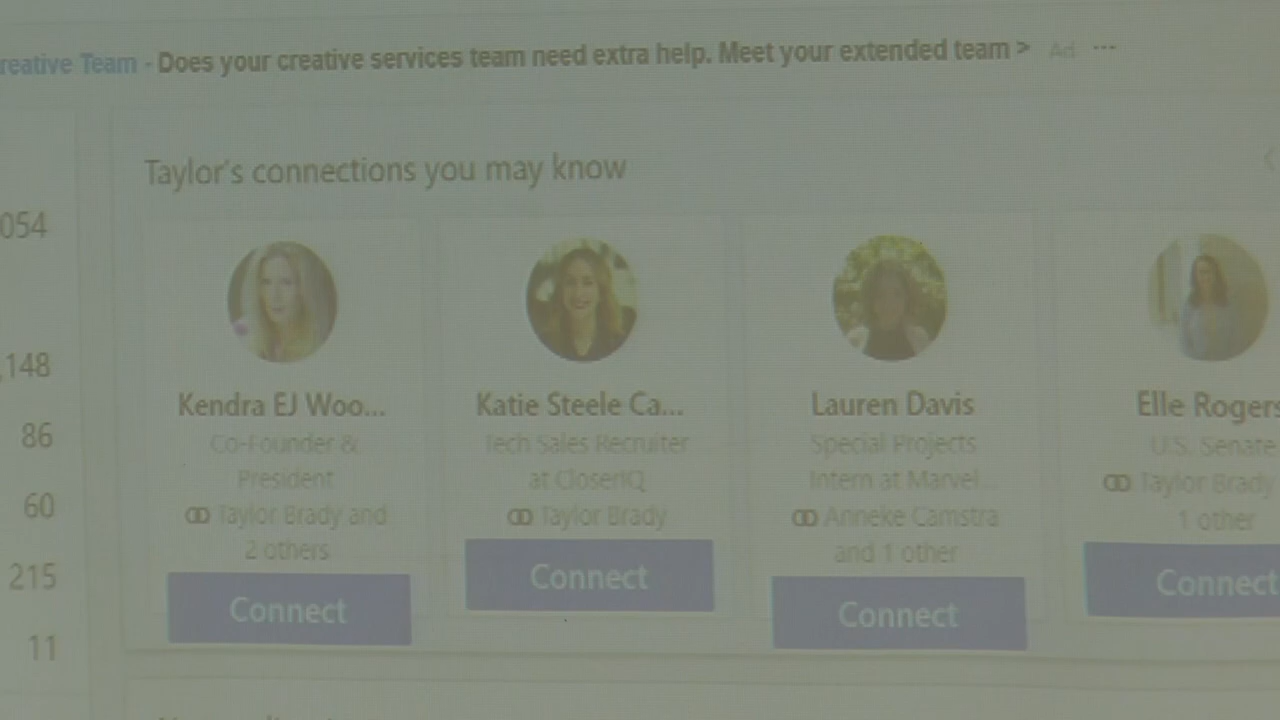 reative Team - Does your creative services team need extra help. Meet your extended team > Ad ...
Taylor's connections you may know
054
,148
86
60
215
11
Kendra EJ Woo...
Co-Founder &
President
Taylor Brady and
2 others
Connect
Katie Steele Ca...
Tech Sales Recruiter
at CloserIQ
Taylor Brady
Connect
Lauren Davis
Special Projects
Intern at Marvel...
Anneke Camstra
and 1 other
Connect
Elle Rogers
U.S. Senate
Taylor Brady
1 other
Connect